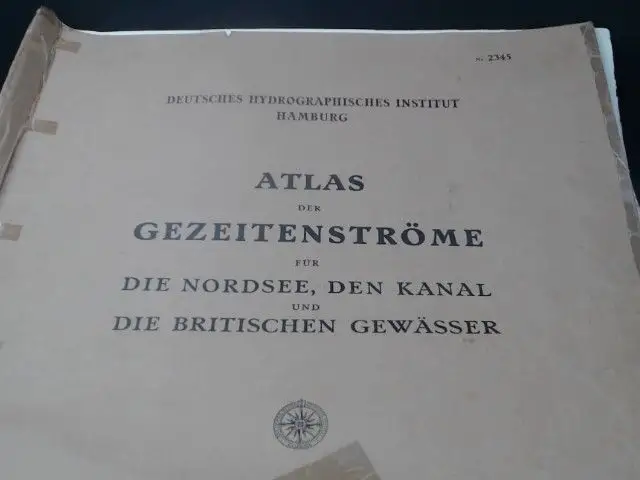 Nr. 2345
DEUTSCHES HYDROGRAPHISCHES INSTITUT
HAMBURG
ATLAS
DER
GEZEITENSTRÖME
FÜR
DIE NORDSEE, DEN KANAL
UND
DIE BRITISCHEN GEWÄSSER